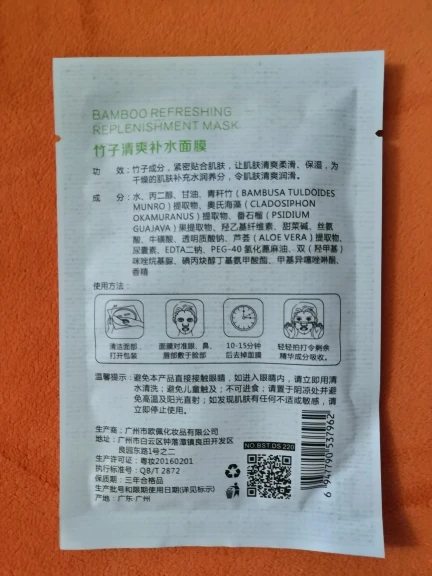 BAMBOO REFRESHING
REPLENISHMENT MASK
竹子清爽补水面膜
功 效：竹子成分，紧密贴合肌肤，让肌肤清爽柔滑、保湿，为
干燥的肌肤补充水润养分，令肌肤清爽润滑。
成 分：水、丙二醇、甘油、青秆竹（BAMBUSA TULDOIDES
MUNRO）提取物、奥氏海藻（CLADOSIPHON
OKAMURANUS）提取物、番石榴（PSIDIUM
GUAJAVA）果提取物、羟乙基纤维素、甜菜碱、丝氨
酸、牛磺酸、透明质酸钠、芦荟（ALOE VERA）提取物、
尿囊素、EDTA二钠、PEG-40 氢化蓖麻油、双（羟甲基）
咪唑烷基脲、碘丙炔醇丁基氨甲酸酯、甲基异噻唑啉酮、
香精
使用方法：
清洁面部，
打开包装
面膜对准眼、鼻、
唇部敷于脸部
10-15分钟
后去掉面膜
轻轻拍打令剩余
精华成分吸收。
温馨提示：避免本产品直接接触眼睛，如进入眼睛内，请立即用清
水清洗；避免儿童触及；不可进食；请置于阴凉处并避
免高温及阳光直射；如发现肌肤有任何不适或敏感，请
立即停止使用。
生产商：广州市欧佩化妆品有限公司
地址：广州市白云区钟落潭镇良田开发区
良园东路1号之二
生产许可证：粤妆20160201
执行标准号：QB/T 2872
保质期：三年合格品
生产批号和限期使用日期(详见标示)
产地：广东·广州
NO.BST.DS 220
6 947790 537962